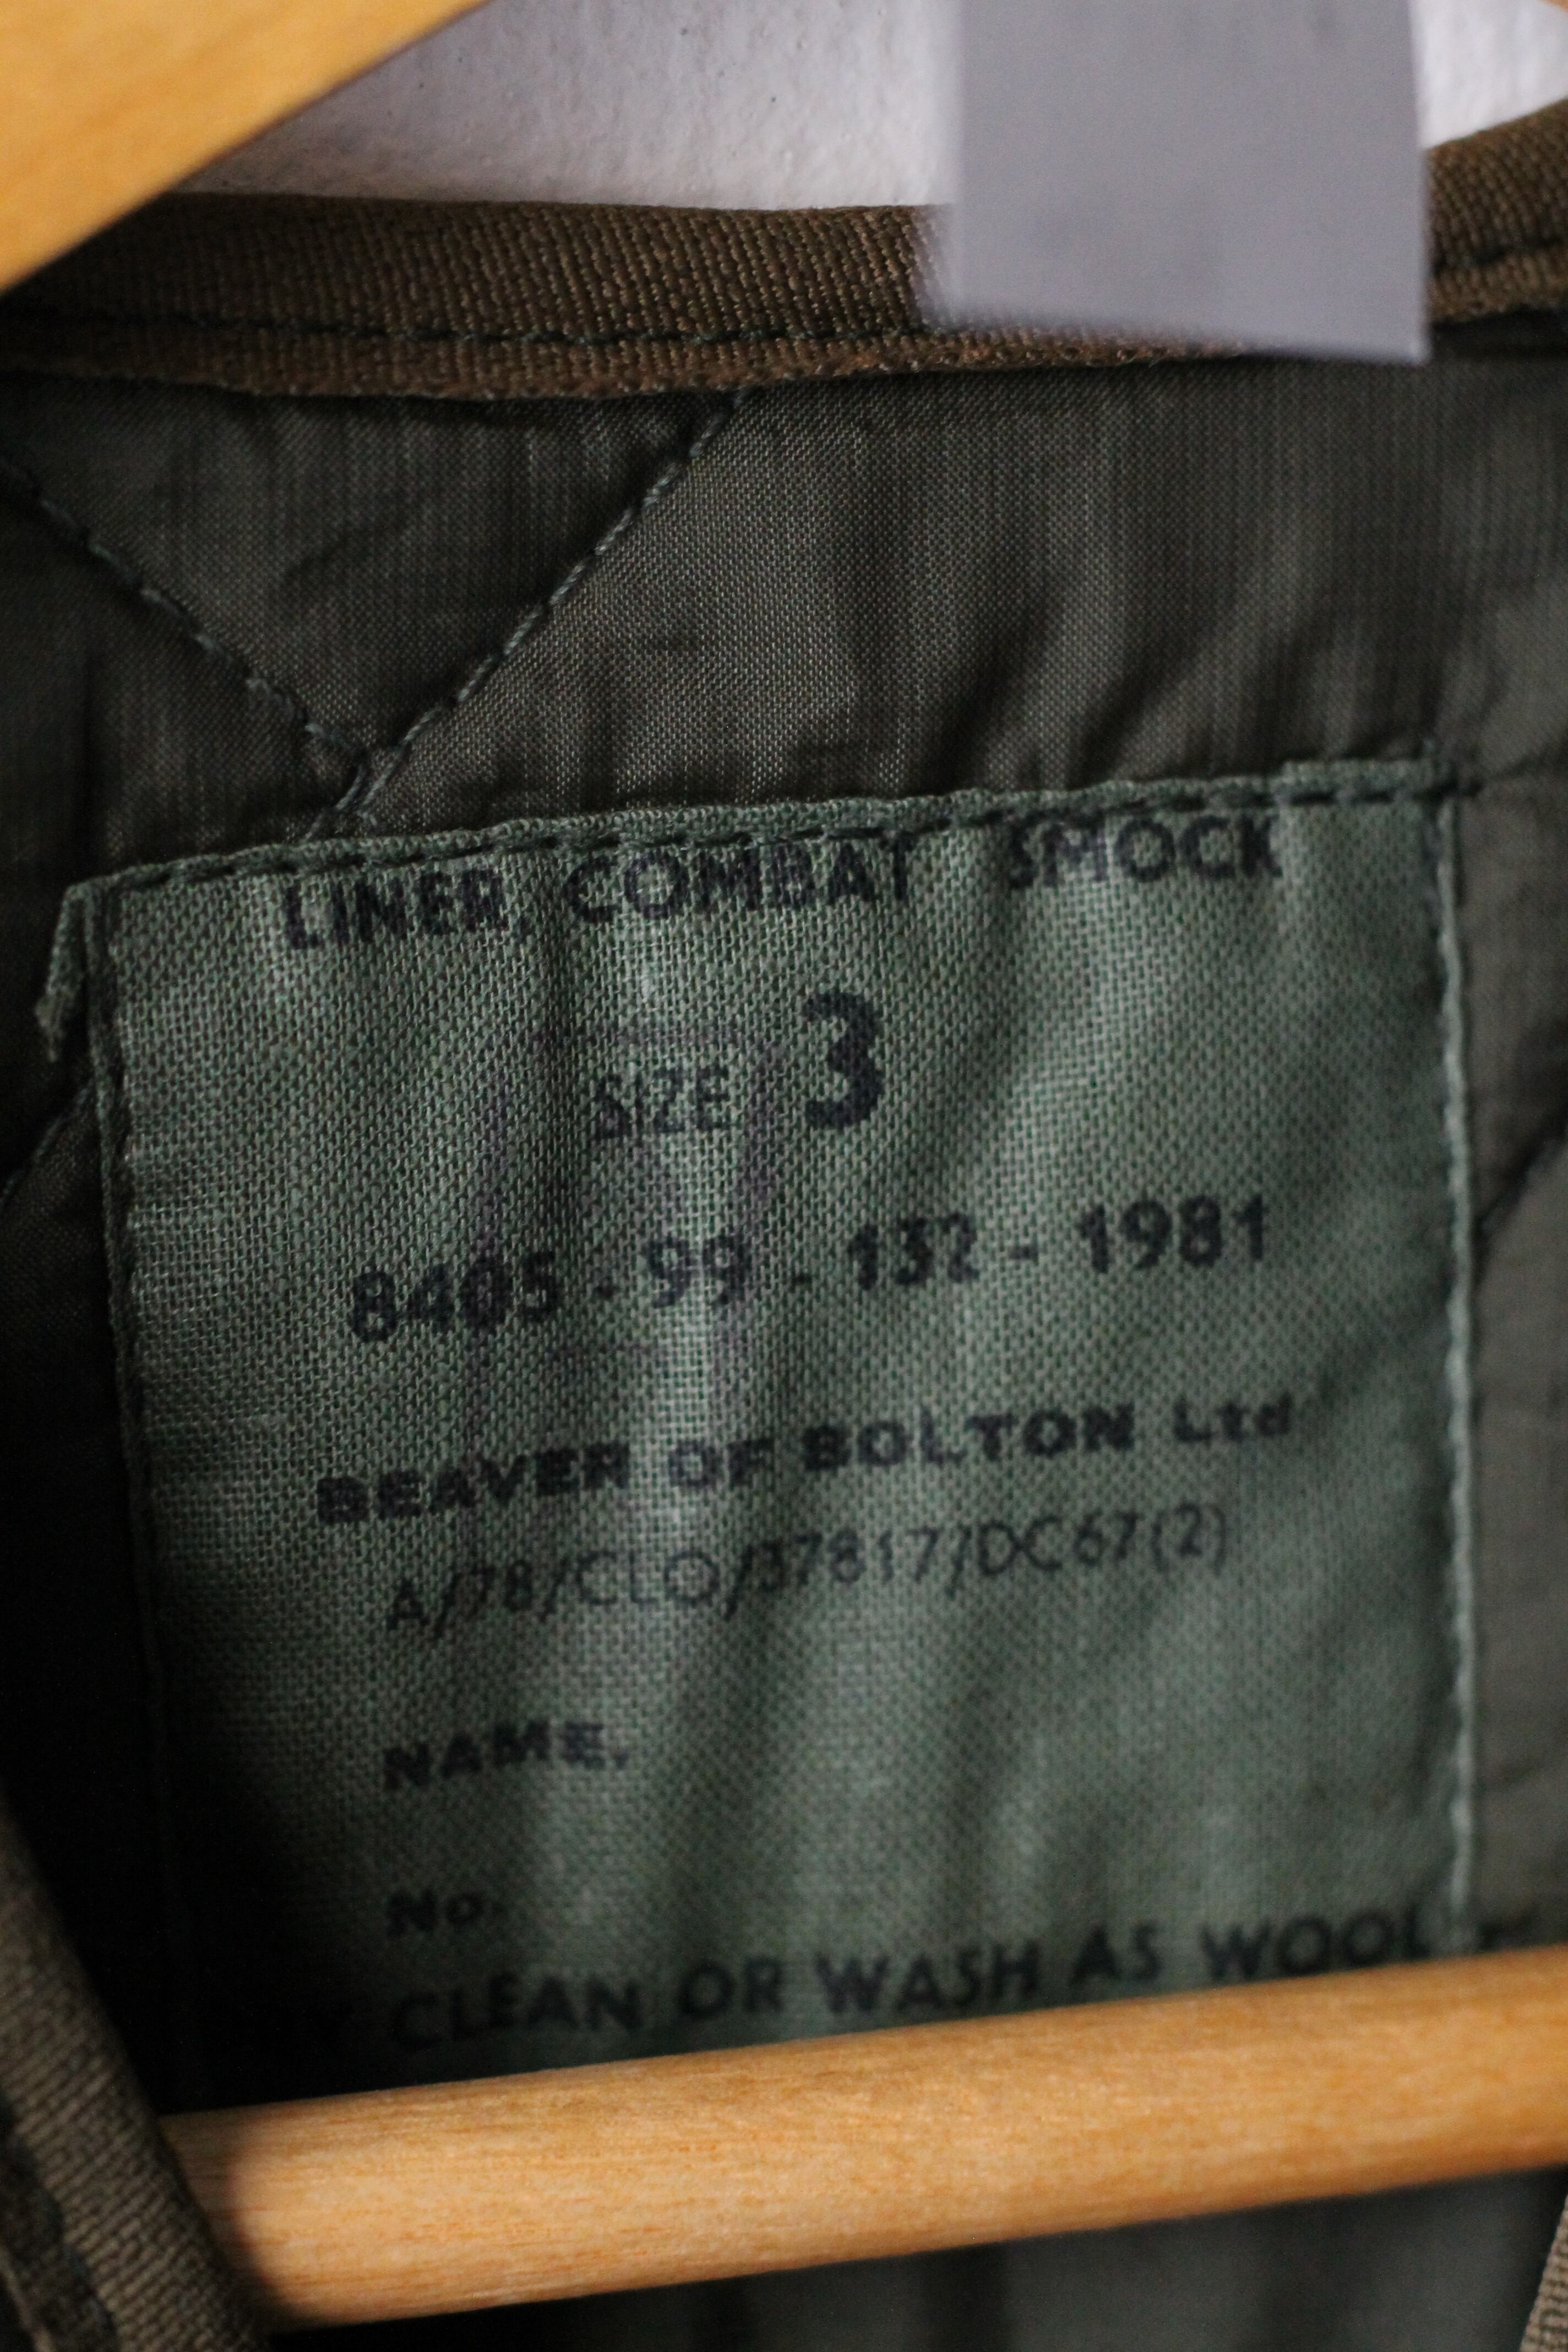 LINER, COMBAT SMOCK
SIZE 3
8405 - 99 - 132 - 1981
BEAVER OF BOLTON Ltd
A/78/CLO/37817/DC67(2)
NAME.
No.
CLEAN OR WASH AS WOOL